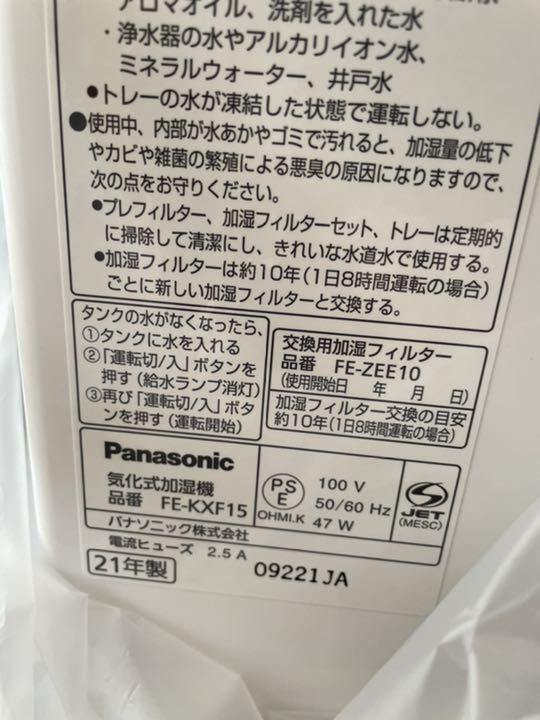 アロマオイル、洗剤を入れた水
・浄水器の水やアルカリイオン水、
ミネラルウォーター、井戸水
●トレーの水が凍結した状態で運転しない。
●使用中、内部が水あかやゴミで汚れると、加湿量の低下
やカビや雑菌の繁殖による悪臭の原因になりますので、
次の点をお守りください。
●プレフィルター、加湿フィルターセット、トレーは定期的
に掃除して清潔にし、きれいな水道水で使用する。
●加湿フィルターは約10年(1日8時間運転の場合)
ごとに新しい加湿フィルターと交換する。
タンクの水がなくなったら、
①タンクに水を入れる
②「運転切/入」ボタンを
押す(給水ランプ消灯)
③再び「運転切/入」ボタ
ンを押す(運転開始)
交換用加湿フィルター
品番 FE-ZEE10
(使用開始日 年 月 日)
加湿フィルター交換の目安
約10年(1日8時間運転の場合)
Panasonic
気化式加湿機
品番 FE-KXF15
パナソニック株式会社
PS
E
OHMI.K
100 V
50/60 Hz
47 W
JET
(MESC)
電流ヒューズ 2.5 A
21年製
09221JA